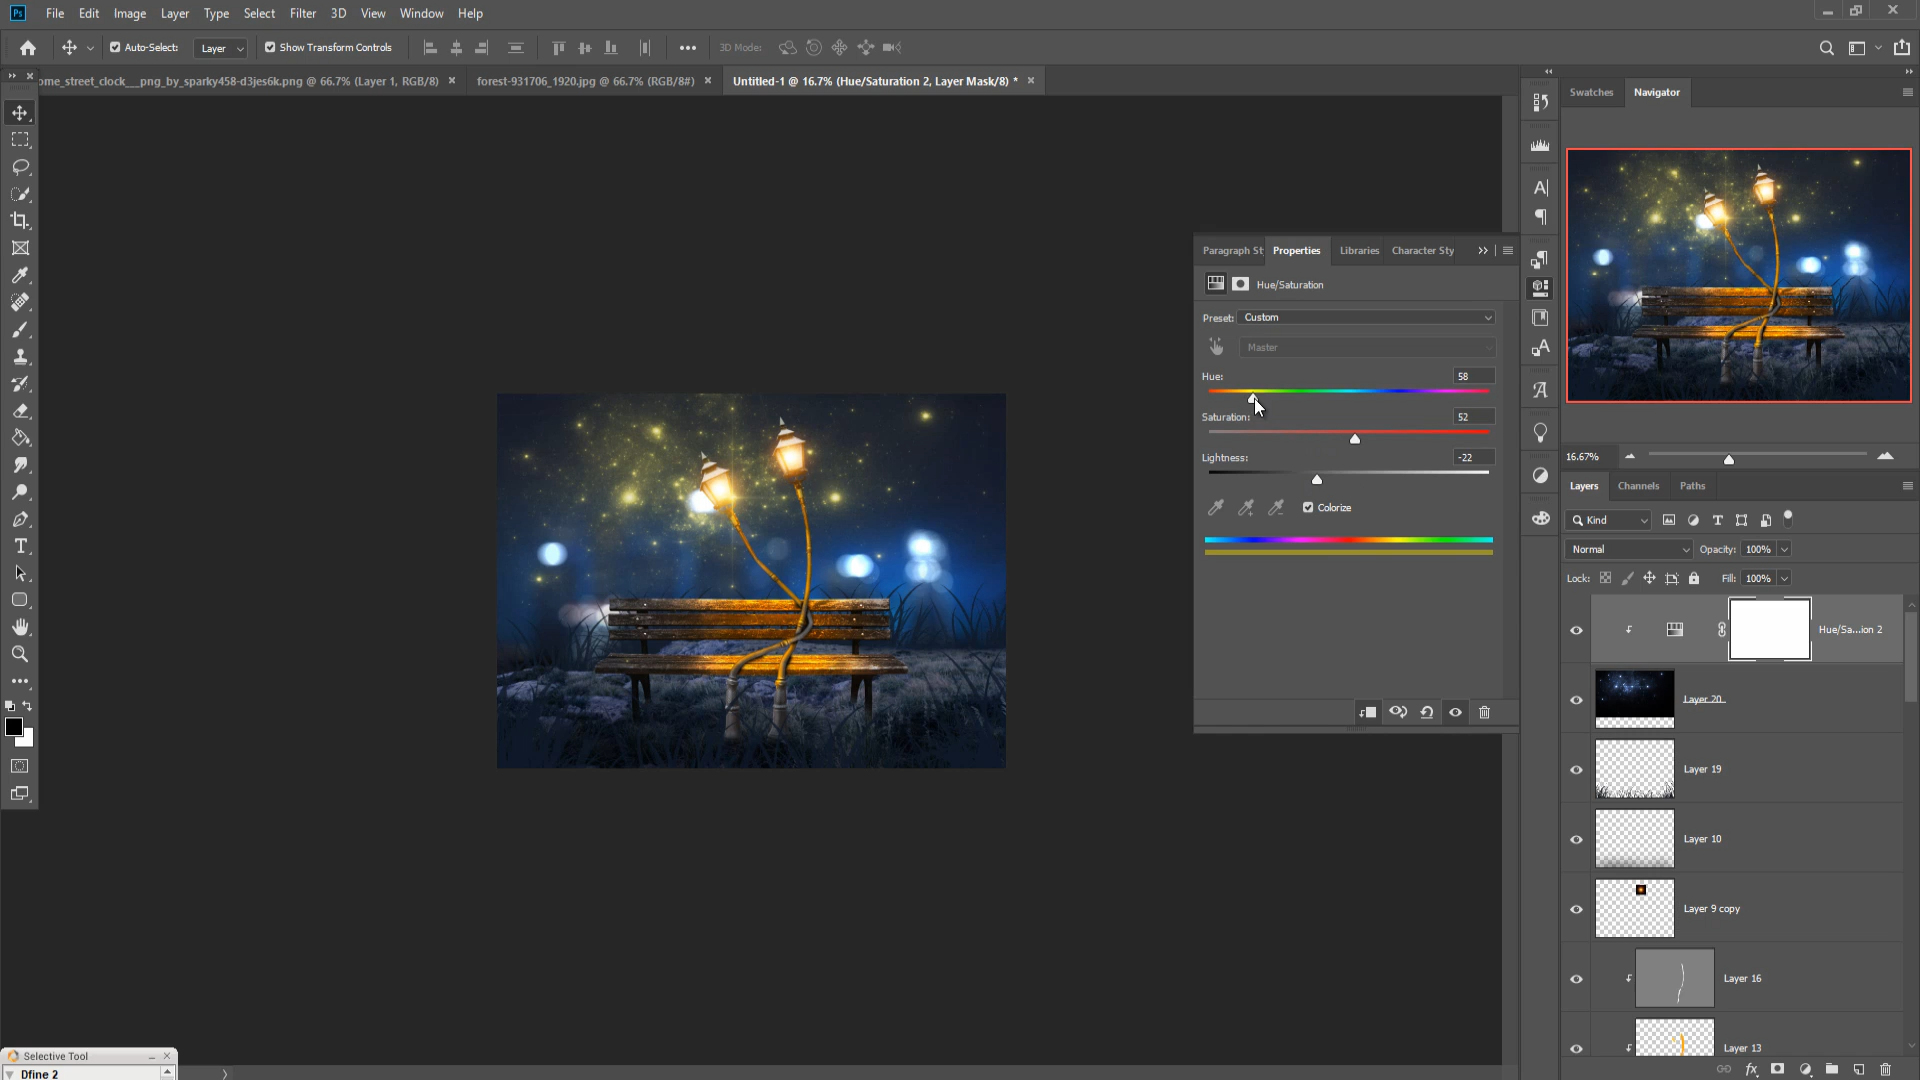 Ps File Edit Image Layer Type Select Filter 3D View Window Help
Auto-Select: Layer Show Transform Controls 3D Mode:
ome_street_clock___png_by_sparky458-d3jes6k.png @ 66.7% (Layer 1, RGB/8) × forest-931706_1920.jpg @ 66.7% (RGB/8#) × Untitled-1 @ 16.7% (Hue/Saturation 2, Layer Mask/8) * ×
Swatches Navigator
Paragraph St Properties Libraries Character Sty
Hue/Saturation
Preset: Custom
Master
Hue: 58
Saturation: 52
Lightness: -22
Colorize
16.67%
Layers Channels Paths
Kind
Normal Opacity: 100%
Lock: Fill: 100%
Hue/Sa...ion 2
Layer 20
Layer 19
Layer 10
Layer 9 copy
Layer 16
Layer 13
Selective Tool
Dfine 2